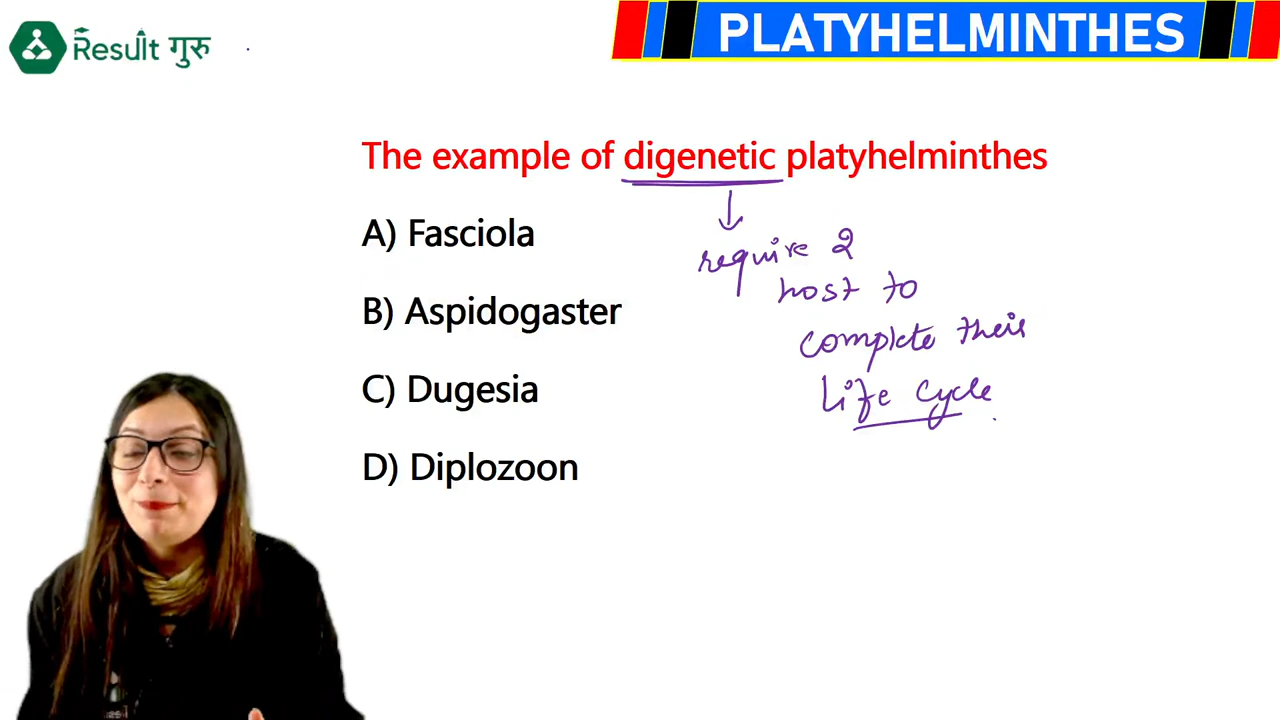 Result गुरु
PLATYHELMINTHES
The example of digenetic platyhelminthes
A) Fasciola
require 2
host to
B) Aspidogaster
complete their
C) Dugesia
life cycle
D) Diplozoon